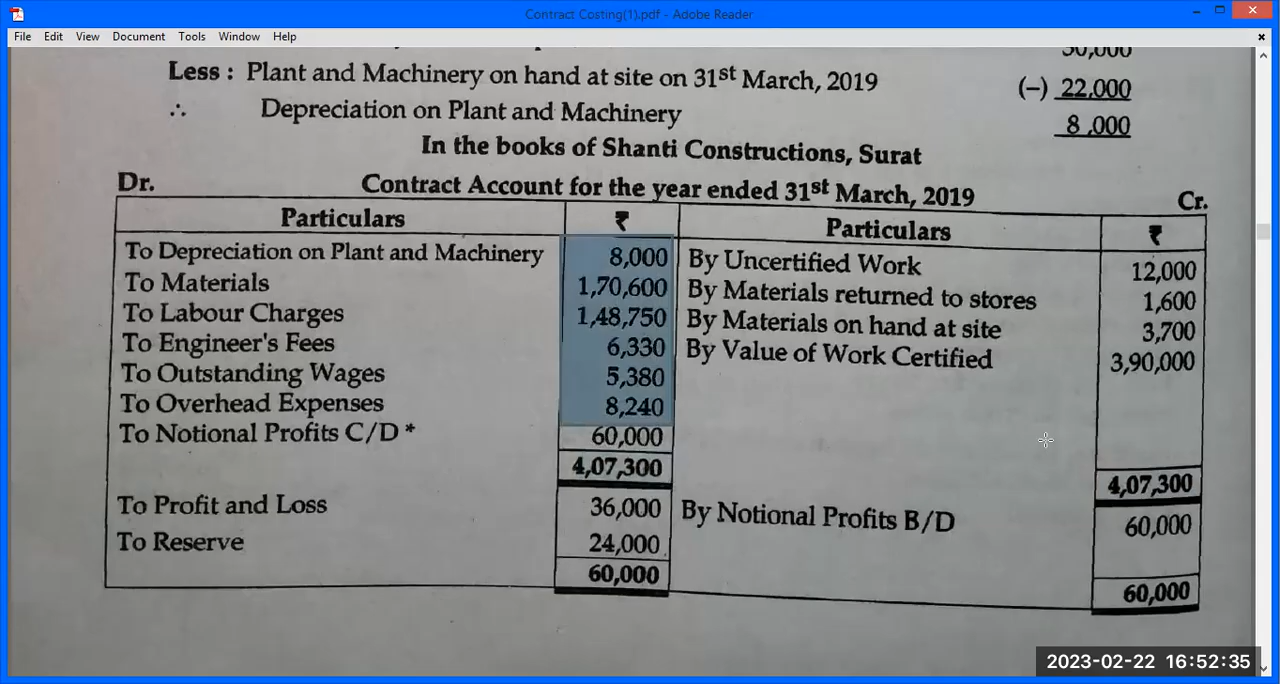 Contract Costing(1).pdf - Adobe Reader
File Edit View Document Tools Window Help
Less : Plant and Machinery on hand at site on 31st March, 2019 (–) 22,000
∴ Depreciation on Plant and Machinery 8,000
In the books of Shanti Constructions, Surat
Dr. Contract Account for the year ended 31st March, 2019 Cr.
Particulars ₹ Particulars ₹
To Depreciation on Plant and Machinery 8,000 By Uncertified Work 12,000
To Materials 1,70,600 By Materials returned to stores 1,600
To Labour Charges 1,48,750 By Materials on hand at site 3,700
To Engineer's Fees 6,330 By Value of Work Certified 3,90,000
To Outstanding Wages 5,380
To Overhead Expenses 8,240
To Notional Profits C/D * 60,000
4,07,300 4,07,300
To Profit and Loss 36,000 By Notional Profits B/D 60,000
To Reserve 24,000
60,000 60,000
2023-02-22 16:52:35